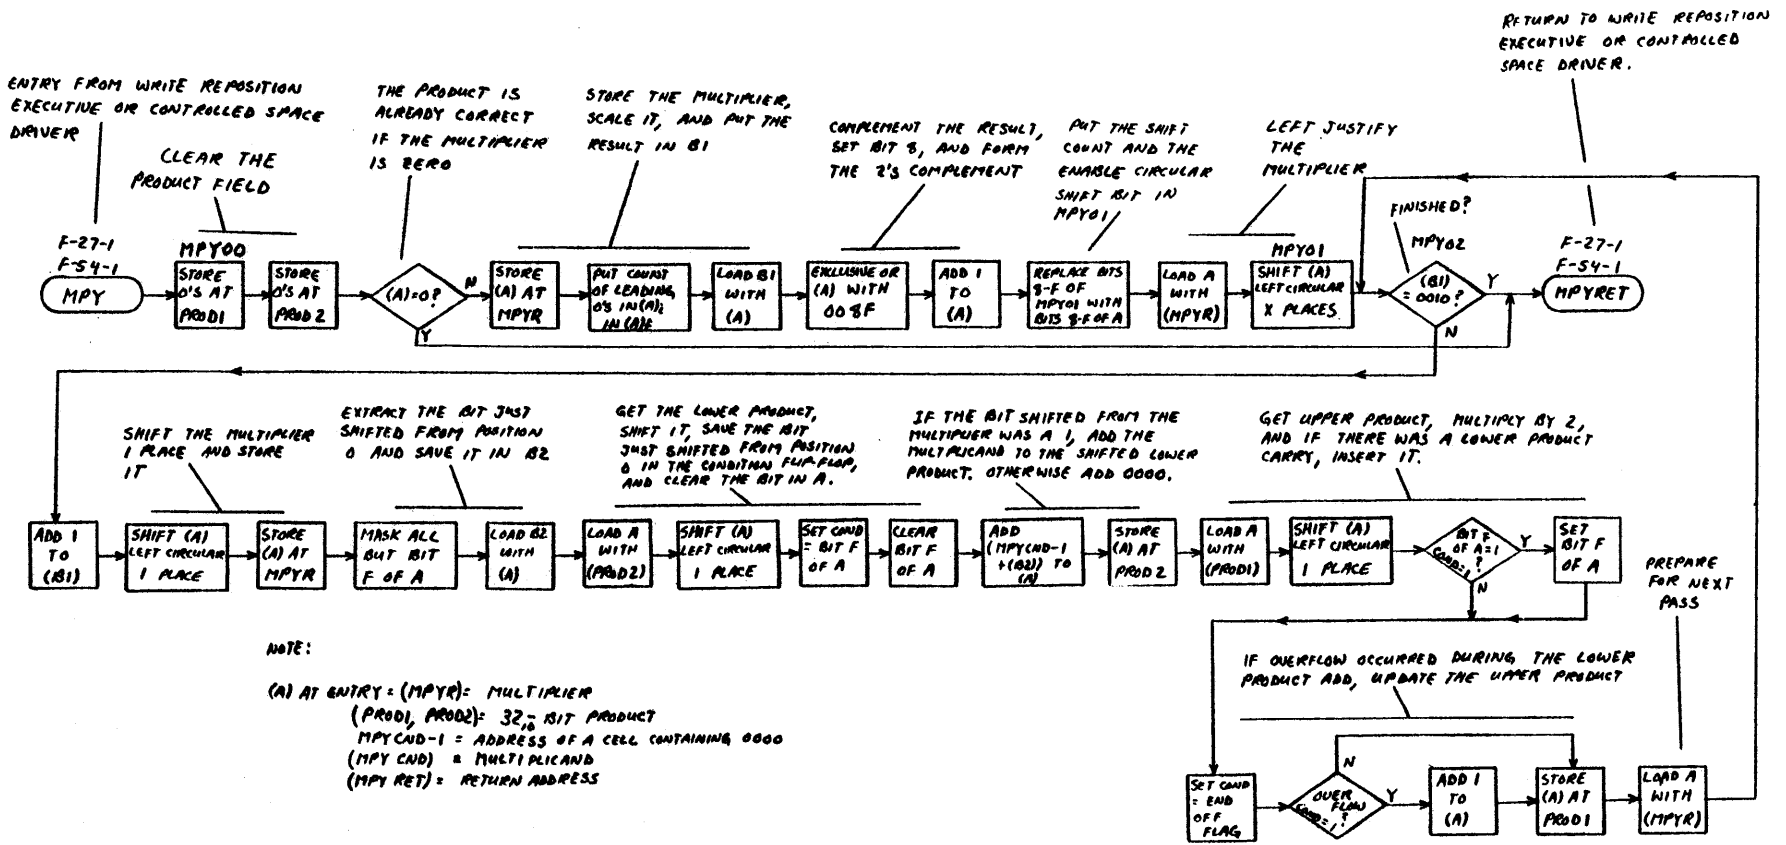 RETURN TO WRITE REPOSITION
EXECUTIVE OR CONTROLLED
SPACE DRIVER.
ENTRY FROM WRITE REPOSITION
EXECUTIVE OR CONTROLLED SPACE
DRIVER
CLEAR THE
PRODUCT FIELD
THE PRODUCT IS
ALREADY CORRECT
IF THE MULTIPLIER
IS ZERO
STORE THE MULTIPLIER,
SCALE IT, AND PUT THE
RESULT IN B1
COMPLEMENT THE RESULT,
SET BIT 8, AND FORM
THE 2'S COMPLEMENT
PUT THE SHIFT
COUNT AND THE
ENABLE CIRCULAR
SHIFT BIT IN
MPY01
LEFT JUSTIFY
THE
MULTIPLIER
FINISHED?
F-27-1
F-54-1
MPY
MPY00
STORE
0'S AT
PROD1
STORE
0'S AT
PROD2
(A)=0?
N
Y
STORE
(A) AT
MPYR
PUT COUNT
OF LEADING
0'S IN (A),
IN (A)F
LOAD B1
WITH
(A)
EXCLUSIVE OR
(A) WITH
008F
ADD 1
TO
(A)
REPLACE BITS
8-F OF
MPY01 WITH
BITS 8-F OF A
LOAD A
WITH
(MPYR)
MPY01
SHIFT (A)
LEFT CIRCULAR
X PLACES
MPY02
(B1)
=0010?
Y
N
F-27-1
F-54-1
MPYRET
SHIFT THE MULTIPLIER
1 PLACE AND STORE
IT
EXTRACT THE BIT JUST
SHIFTED FROM POSITION
0 AND SAVE IT IN B2
GET THE LOWER PRODUCT,
SHIFT IT, SAVE THE BIT
JUST SHIFTED FROM POSITION
0 IN THE CONDITION FLIP-FLOP,
AND CLEAR THE BIT IN A.
IF THE BIT SHIFTED FROM THE
MULTIPLIER WAS A 1, ADD THE
MULTIPLICAND TO THE SHIFTED LOWER
PRODUCT. OTHERWISE ADD 0000.
GET UPPER PRODUCT, MULTIPLY BY 2,
AND IF THERE WAS A LOWER PRODUCT
CARRY, INSERT IT.
ADD 1
TO
(B1)
SHIFT (A)
LEFT CIRCULAR
1 PLACE
STORE
(A) AT
MPYR
MASK ALL
BUT BIT
F OF A
LOAD B2
WITH
(A)
LOAD A
WITH
(PROD2)
SHIFT (A)
LEFT CIRCULAR
1 PLACE
SET COND
= BIT F
OF A
CLEAR
BIT F
OF A
ADD
(MPYCND-1
+(B2)) TO
(A)
STORE
(A) AT
PROD2
LOAD A
WITH
(PROD1)
SHIFT (A)
LEFT CIRCULAR
1 PLACE
BIT F
OF A=1
COND=1
?
Y
N
SET
BIT F
OF A
PREPARE
FOR NEXT
PASS
NOTE:
(A) AT ENTRY = (MPYR) = MULTIPLIER
(PROD1, PROD2) = 32 - BIT PRODUCT
MPYCND-1 = ADDRESS OF A CELL CONTAINING 0000
(MPY CND) = MULTIPLICAND
(MPY RET) = RETURN ADDRESS
IF OVERFLOW OCCURRED DURING THE LOWER
PRODUCT ADD, UPDATE THE UPPER PRODUCT
SET COND
= END
OFF
FLAG
OVER
FLOW
COND=1
?
N
Y
ADD 1
TO
(A)
STORE
(A) AT
PROD1
LOAD A
WITH
(MPYR)